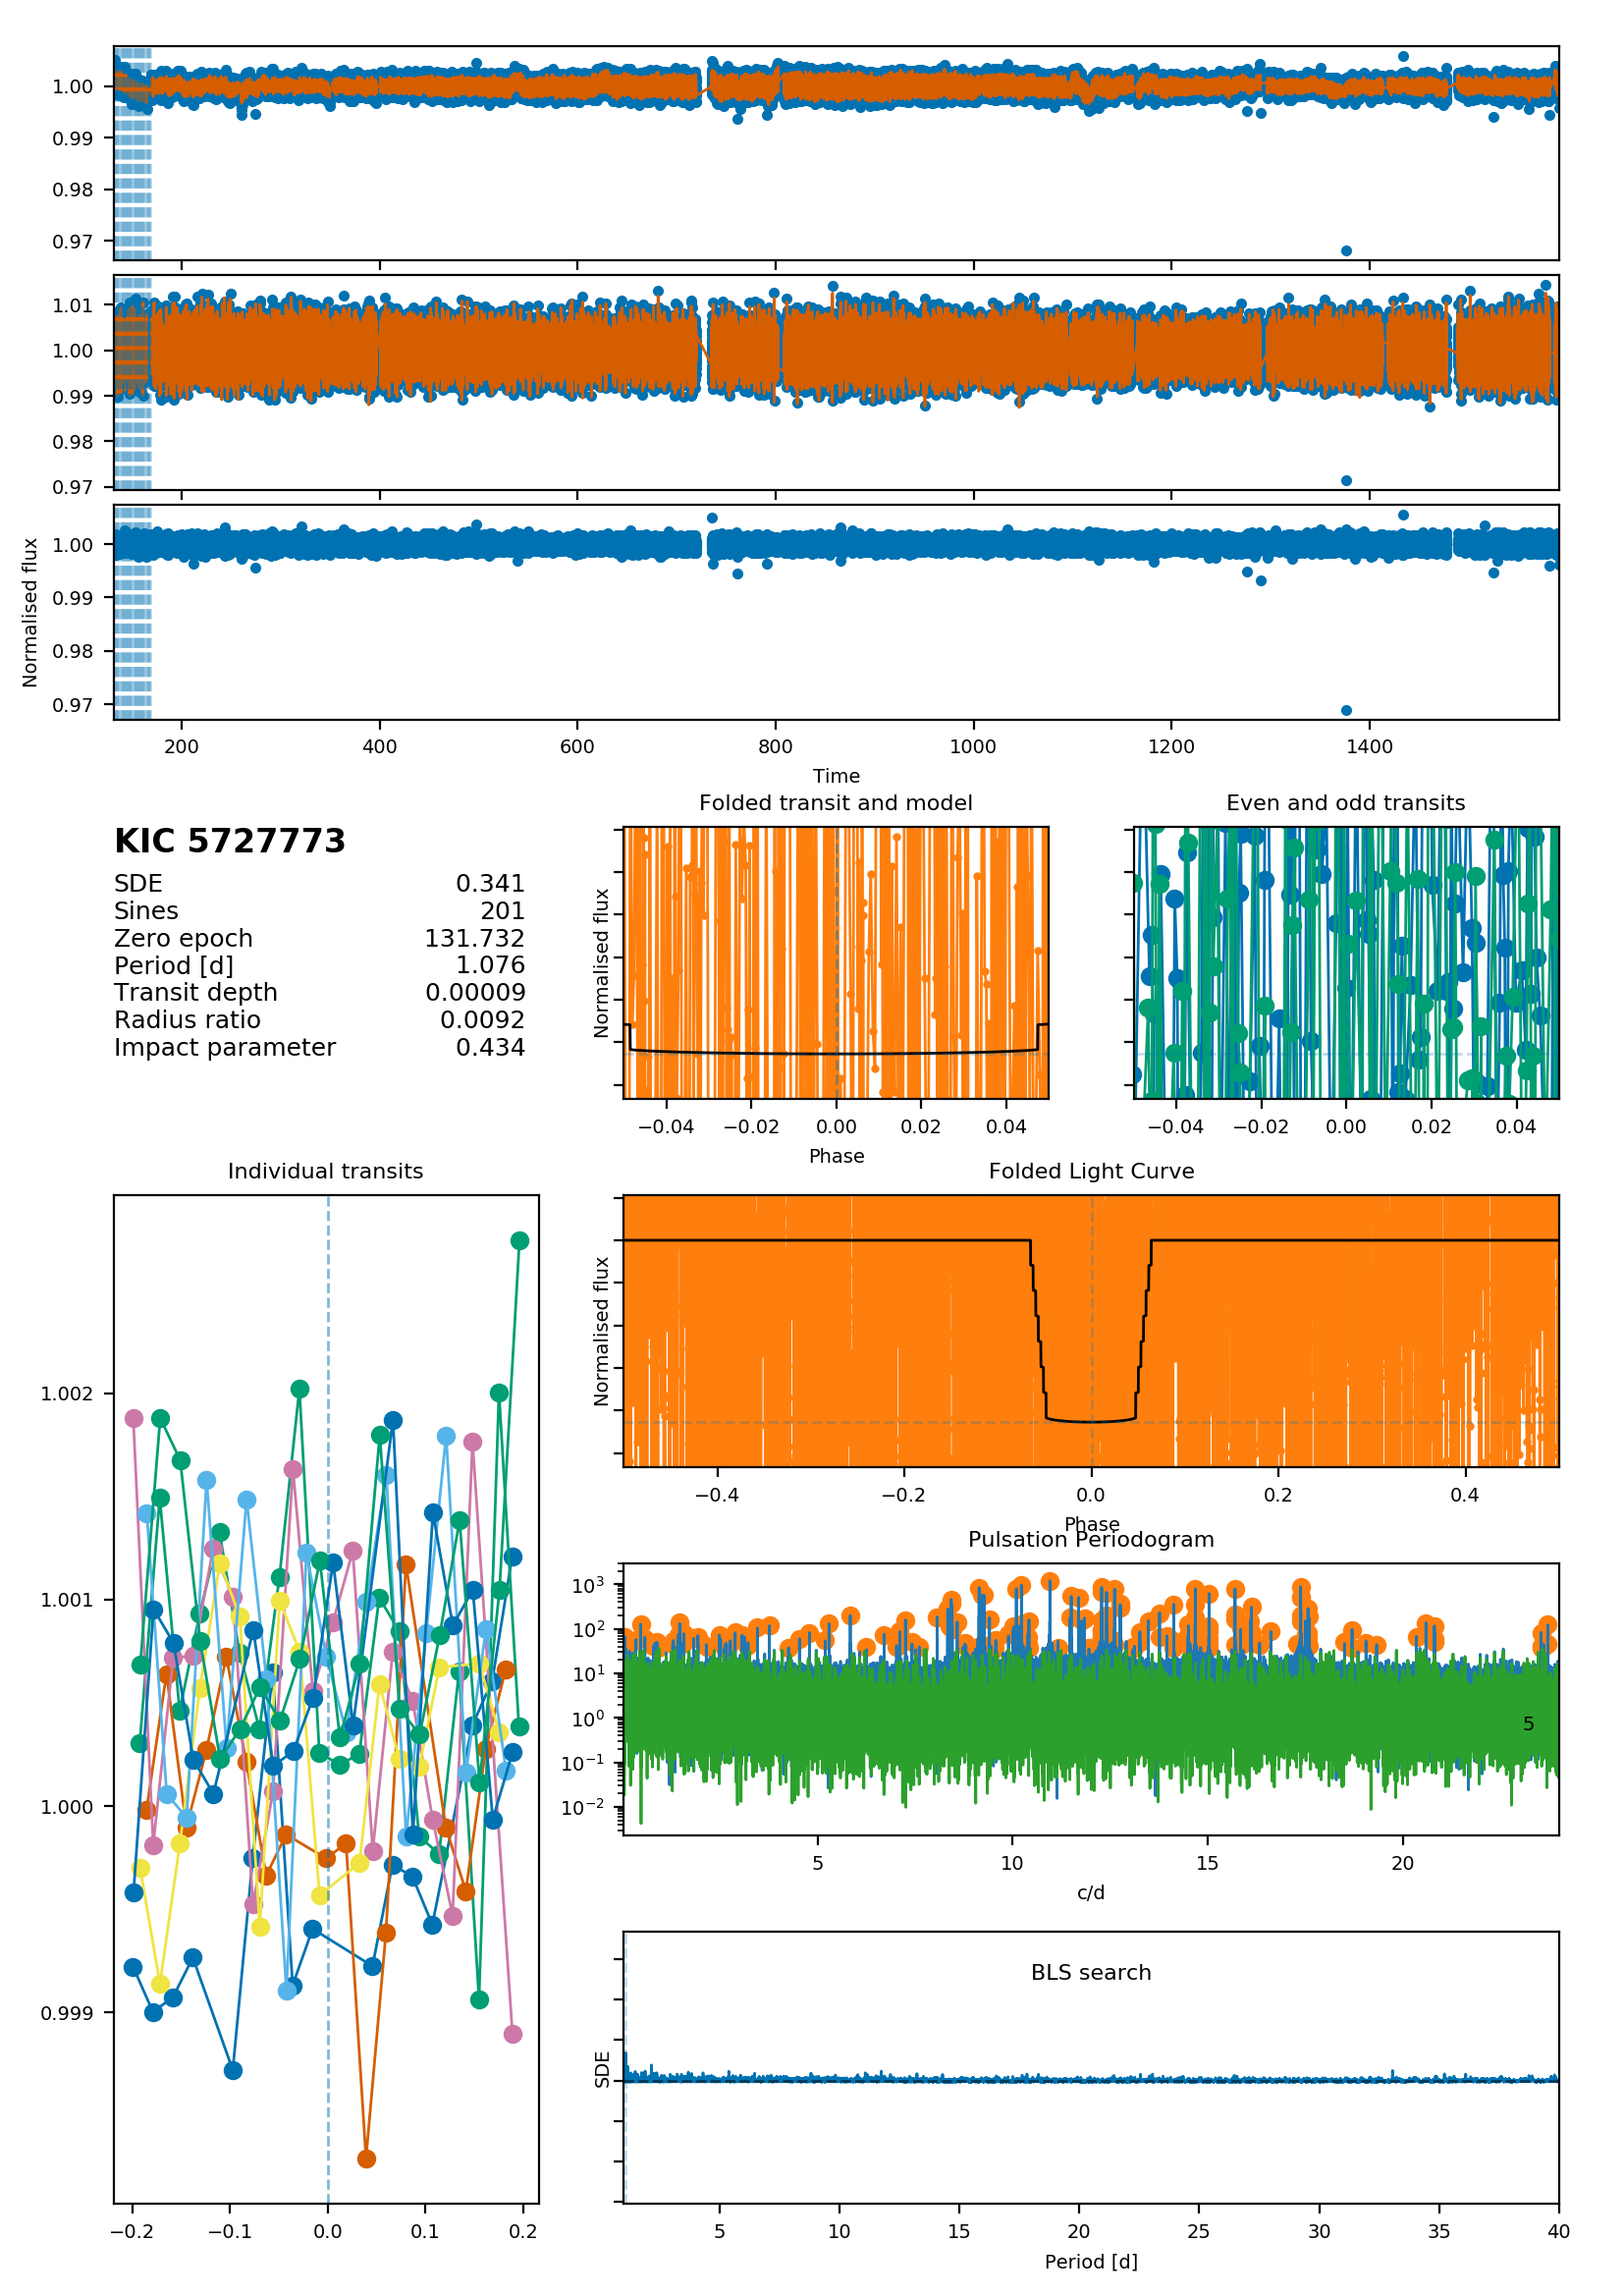 1.00
0.99
0.98
0.97
1.01
1.00
0.99
0.98
0.97
1.00
0.99
0.98
0.97
Normalised flux
200 400 600 800 1000 1200 1400
Time
KIC 5727773
SDE 0.341
Sines 201
Zero epoch 131.732
Period [d] 1.076
Transit depth 0.00009
Radius ratio 0.0092
Impact parameter 0.434
Folded transit and model
Normalised flux
−0.04 −0.02 0.00 0.02 0.04
Phase
Even and odd transits
−0.04 −0.02 0.00 0.02 0.04
Individual transits
1.002
1.001
1.000
0.999
−0.2 −0.1 0.0 0.1 0.2
Folded Light Curve
Normalised flux
−0.4 −0.2 0.0 0.2 0.4
Phase
Pulsation Periodogram
10³
10²
10¹
10⁰
10⁻¹
10⁻²
5
5 10 15 20
c/d
BLS search
SDE
5 10 15 20 25 30 35 40
Period [d]